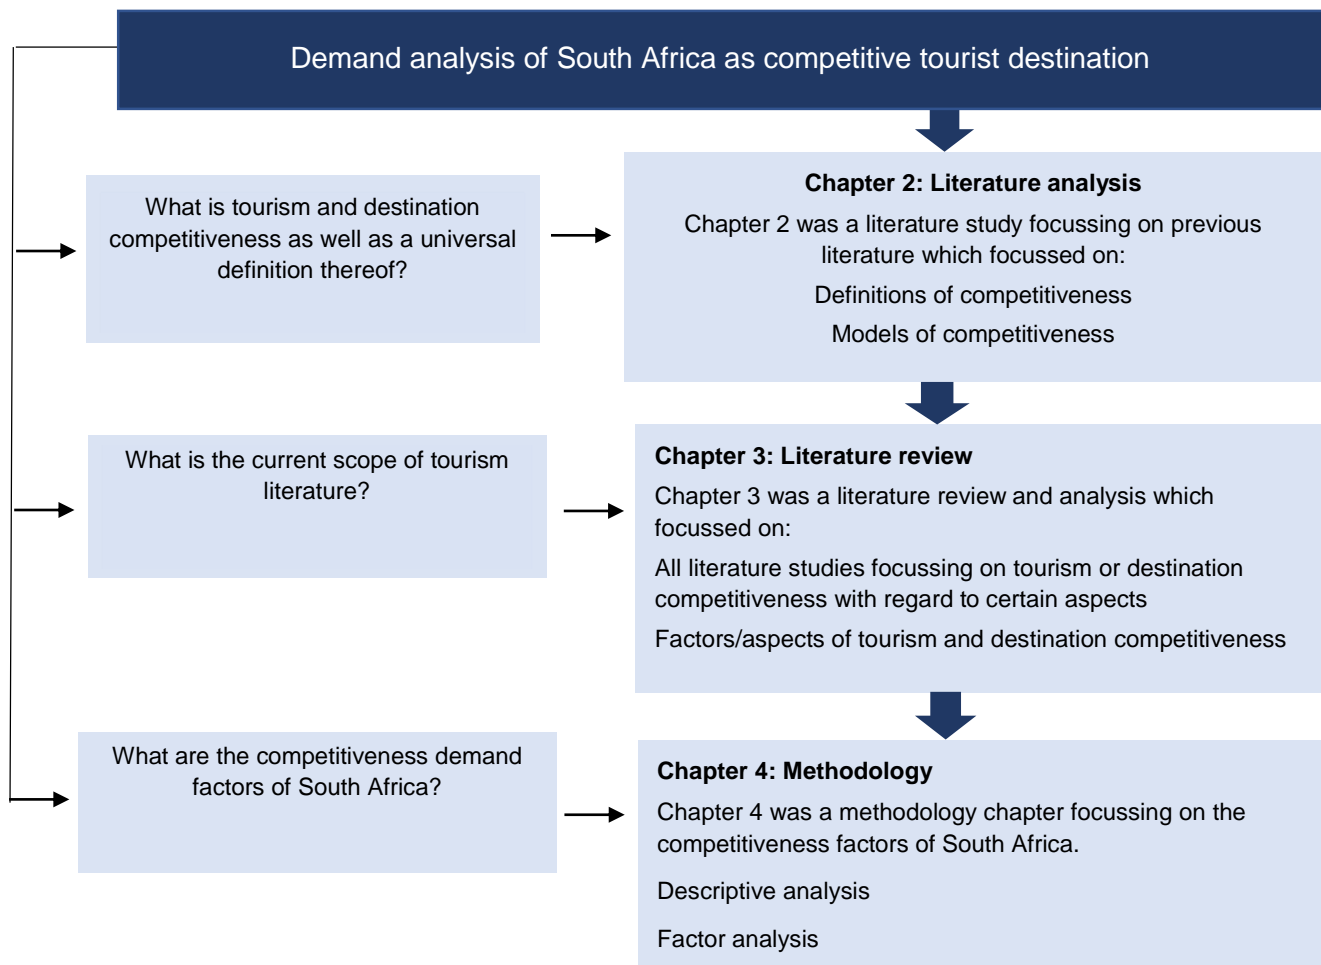 Demand analysis of South Africa as competitive tourist destination
What is tourism and destination
competitiveness as well as a universal
definition thereof?
Chapter 2: Literature analysis
Chapter 2 was a literature study focussing on previous
literature which focussed on:
Definitions of competitiveness
Models of competitiveness
What is the current scope of tourism
literature?
Chapter 3: Literature review
Chapter 3 was a literature review and analysis which
focussed on:
All literature studies focussing on tourism or destination
competitiveness with regard to certain aspects
Factors/aspects of tourism and destination competitiveness
What are the competitiveness demand
factors of South Africa?
Chapter 4: Methodology
Chapter 4 was a methodology chapter focussing on the
competitiveness factors of South Africa.
Descriptive analysis
Factor analysis